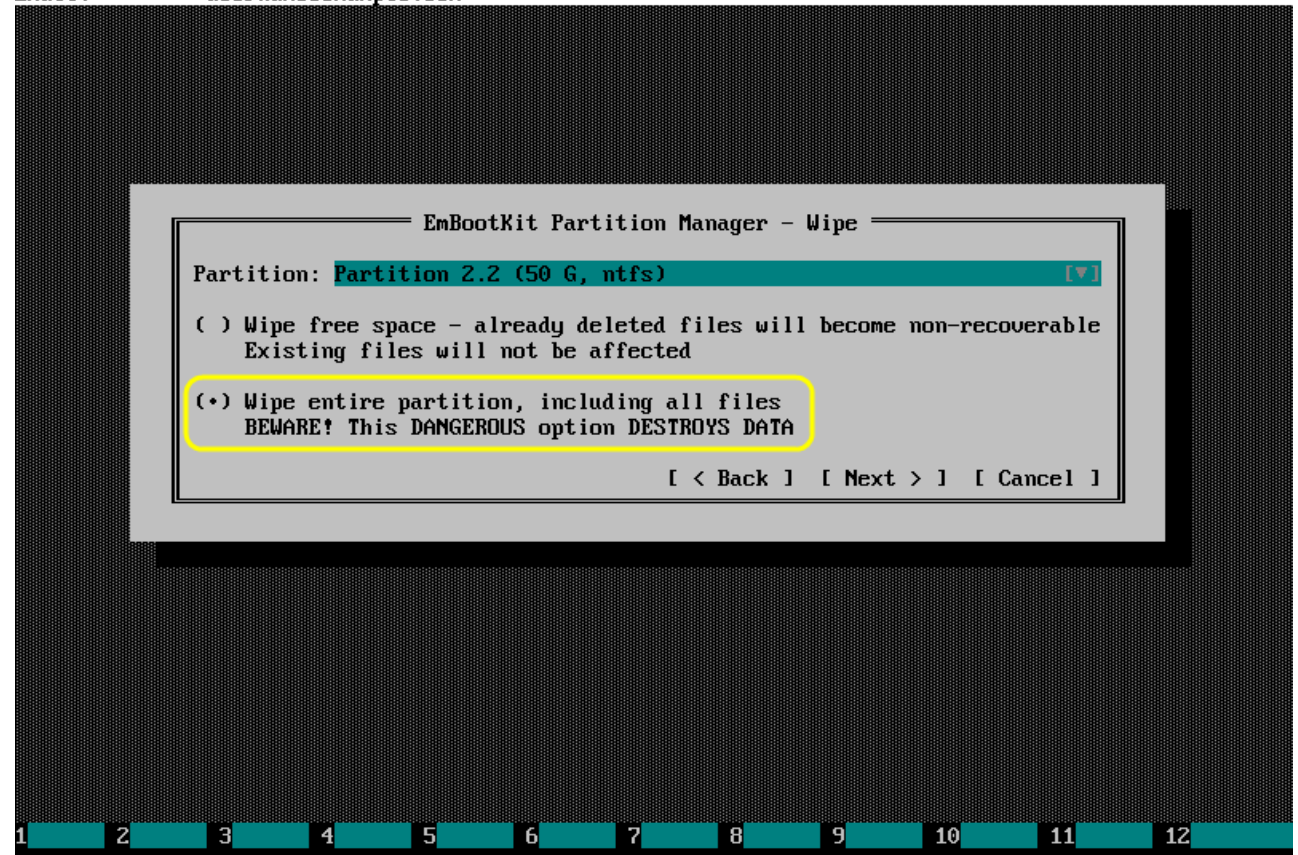 EmBootKit Partition Manager - Wipe
Partition: Partition 2.2 (50 G, ntfs) [▼]
( ) Wipe free space - already deleted files will become non-recoverable
Existing files will not be affected
(•) Wipe entire partition, including all files
BEWARE! This DANGEROUS option DESTROYS DATA
[ < Back ] [ Next > ] [ Cancel ]
1 2 3 4 5 6 7 8 9 10 11 12